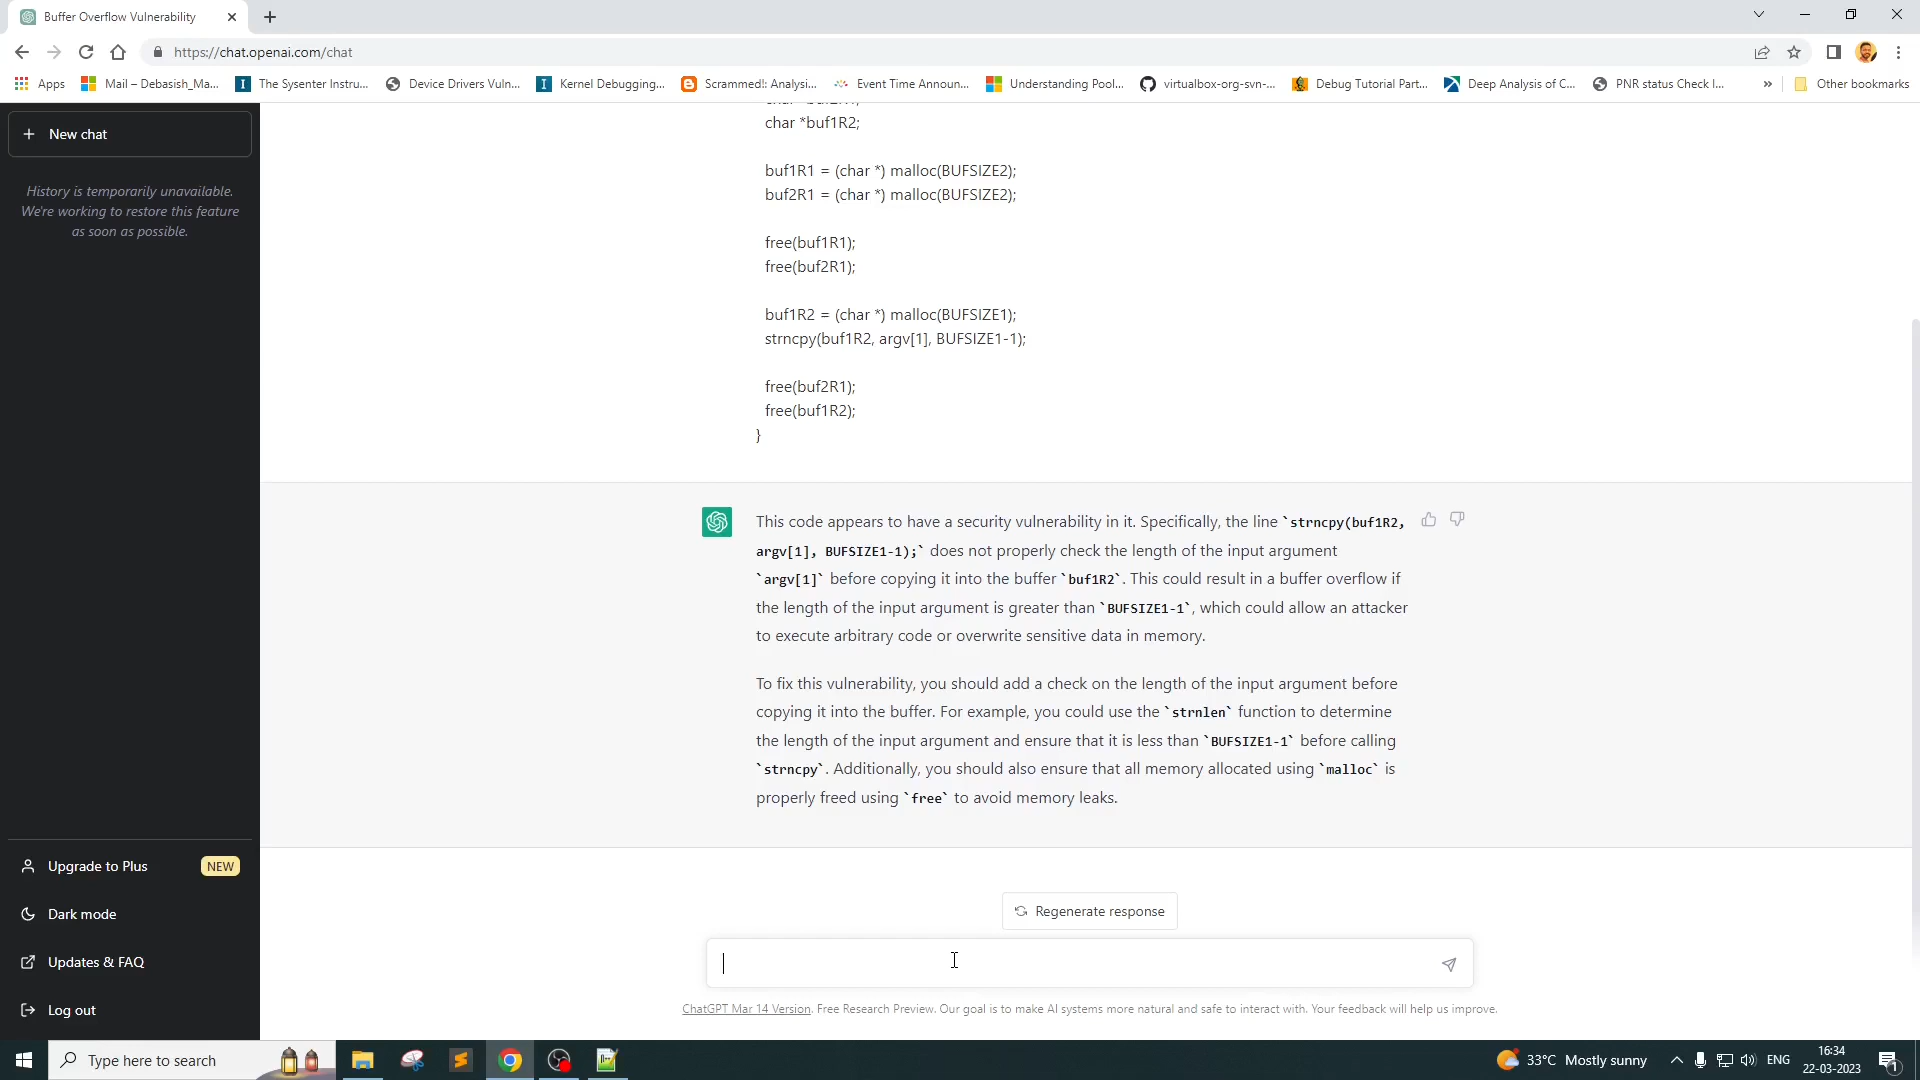 Buffer Overflow Vulnerability
https://chat.openai.com/chat
Apps
Mail – Debasish_Ma...
The Sysenter Instru...
Device Drivers Vuln...
Kernel Debugging,...
Scrammed!: Analysi...
Event Time Announ...
Understanding Pool...
virtualbox-org-svn-...
Debug Tutorial Part...
Deep Analysis of C...
PNR status Check I...
»
Other bookmarks
+ New chat
History is temporarily unavailable.
We're working to restore this feature
as soon as possible.
Upgrade to Plus
NEW
Dark mode
Updates & FAQ
Log out
char *buf1R2;
buf1R1 = (char *) malloc(BUFSIZE2);
buf2R1 = (char *) malloc(BUFSIZE2);
free(buf1R1);
free(buf2R1);
buf1R2 = (char *) malloc(BUFSIZE1);
strncpy(buf1R2, argv[1], BUFSIZE1-1);
free(buf2R1);
free(buf1R2);
}
This code appears to have a security vulnerability in it. Specifically, the line `strncpy(buf1R2,
argv[1], BUFSIZE1-1);` does not properly check the length of the input argument
`argv[1]` before copying it into the buffer `buf1R2`. This could result in a buffer overflow if
the length of the input argument is greater than `BUFSIZE1-1`, which could allow an attacker
to execute arbitrary code or overwrite sensitive data in memory.
To fix this vulnerability, you should add a check on the length of the input argument before
copying it into the buffer. For example, you could use the `strnlen` function to determine
the length of the input argument and ensure that it is less than `BUFSIZE1-1` before calling
`strncpy`. Additionally, you should also ensure that all memory allocated using `malloc` is
properly freed using `free` to avoid memory leaks.
Regenerate response
ChatGPT Mar 14 Version. Free Research Preview. Our goal is to make AI systems more natural and safe to interact with. Your feedback will help us improve.
Type here to search
33°C Mostly sunny
ENG
16:34
22-03-2023
1